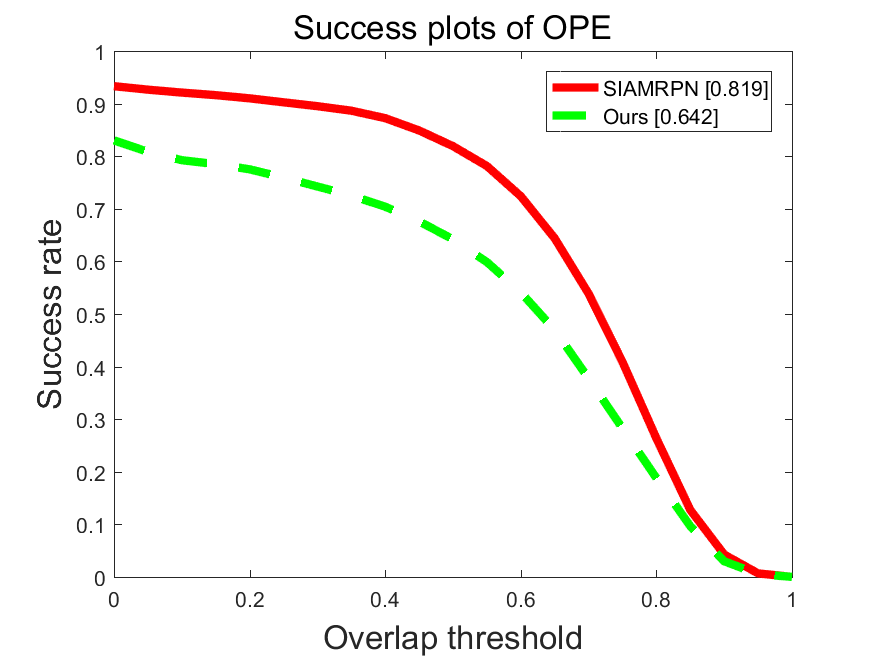 Success plots of OPE
SIAMRPN [0.819]
Ours [0.642]
Success rate
1
0.9
0.8
0.7
0.6
0.5
0.4
0.3
0.2
0.1
0
0 0.2 0.4 0.6 0.8 1
Overlap threshold